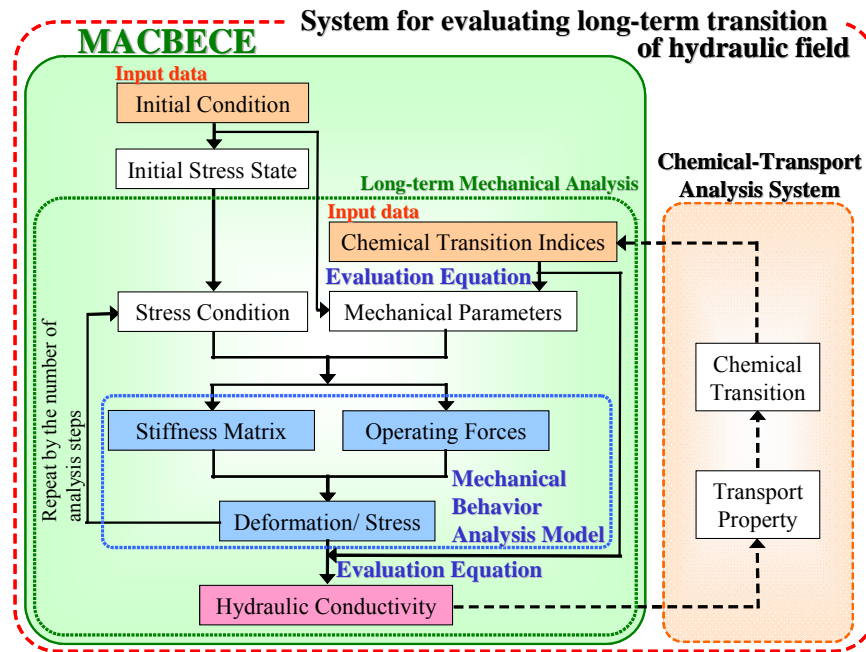 System for evaluating long-term transition
of hydraulic field
MACBECE
Input data
Initial Condition
Initial Stress State
Long-term Mechanical Analysis
Input data
Chemical Transition Indices
Evaluation Equation
Stress Condition
Mechanical Parameters
Repeat by the number of
analysis steps
Stiffness Matrix
Operating Forces
Mechanical
Behavior
Analysis Model
Deformation/ Stress
Evaluation Equation
Hydraulic Conductivity
Chemical-Transport
Analysis System
Chemical
Transition
Transport
Property